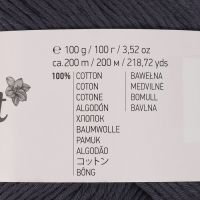 ℮ 100 g / 100 г / 3,52 oz
ca. 200 m / 200 м / 218,72 yds
100% COTTON BAWEŁNA
COTON MEDVILNĖ
COTONE BOMULL
ALGODÓN BAVLNA
ХЛОПОК
BAUMWOLLE
PAMUK
ALGODÃO
コットン
BÔNG